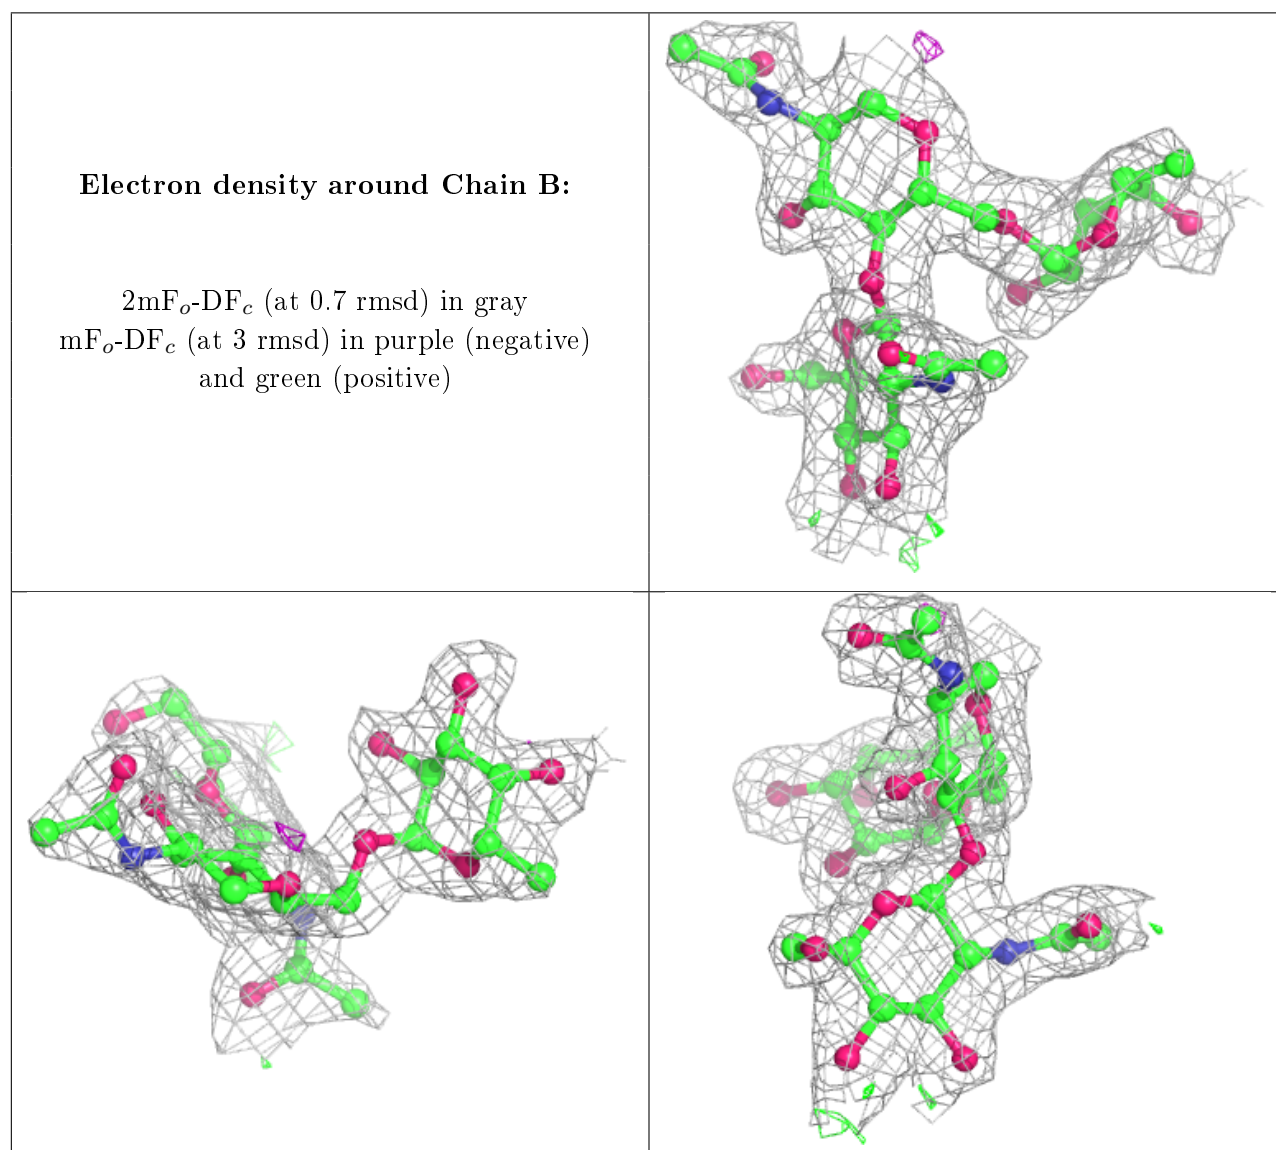 Electron density around Chain B:
2mFₒ-DF𝒸 (at 0.7 rmsd) in gray
mFₒ-DF𝒸 (at 3 rmsd) in purple (negative)
and green (positive)